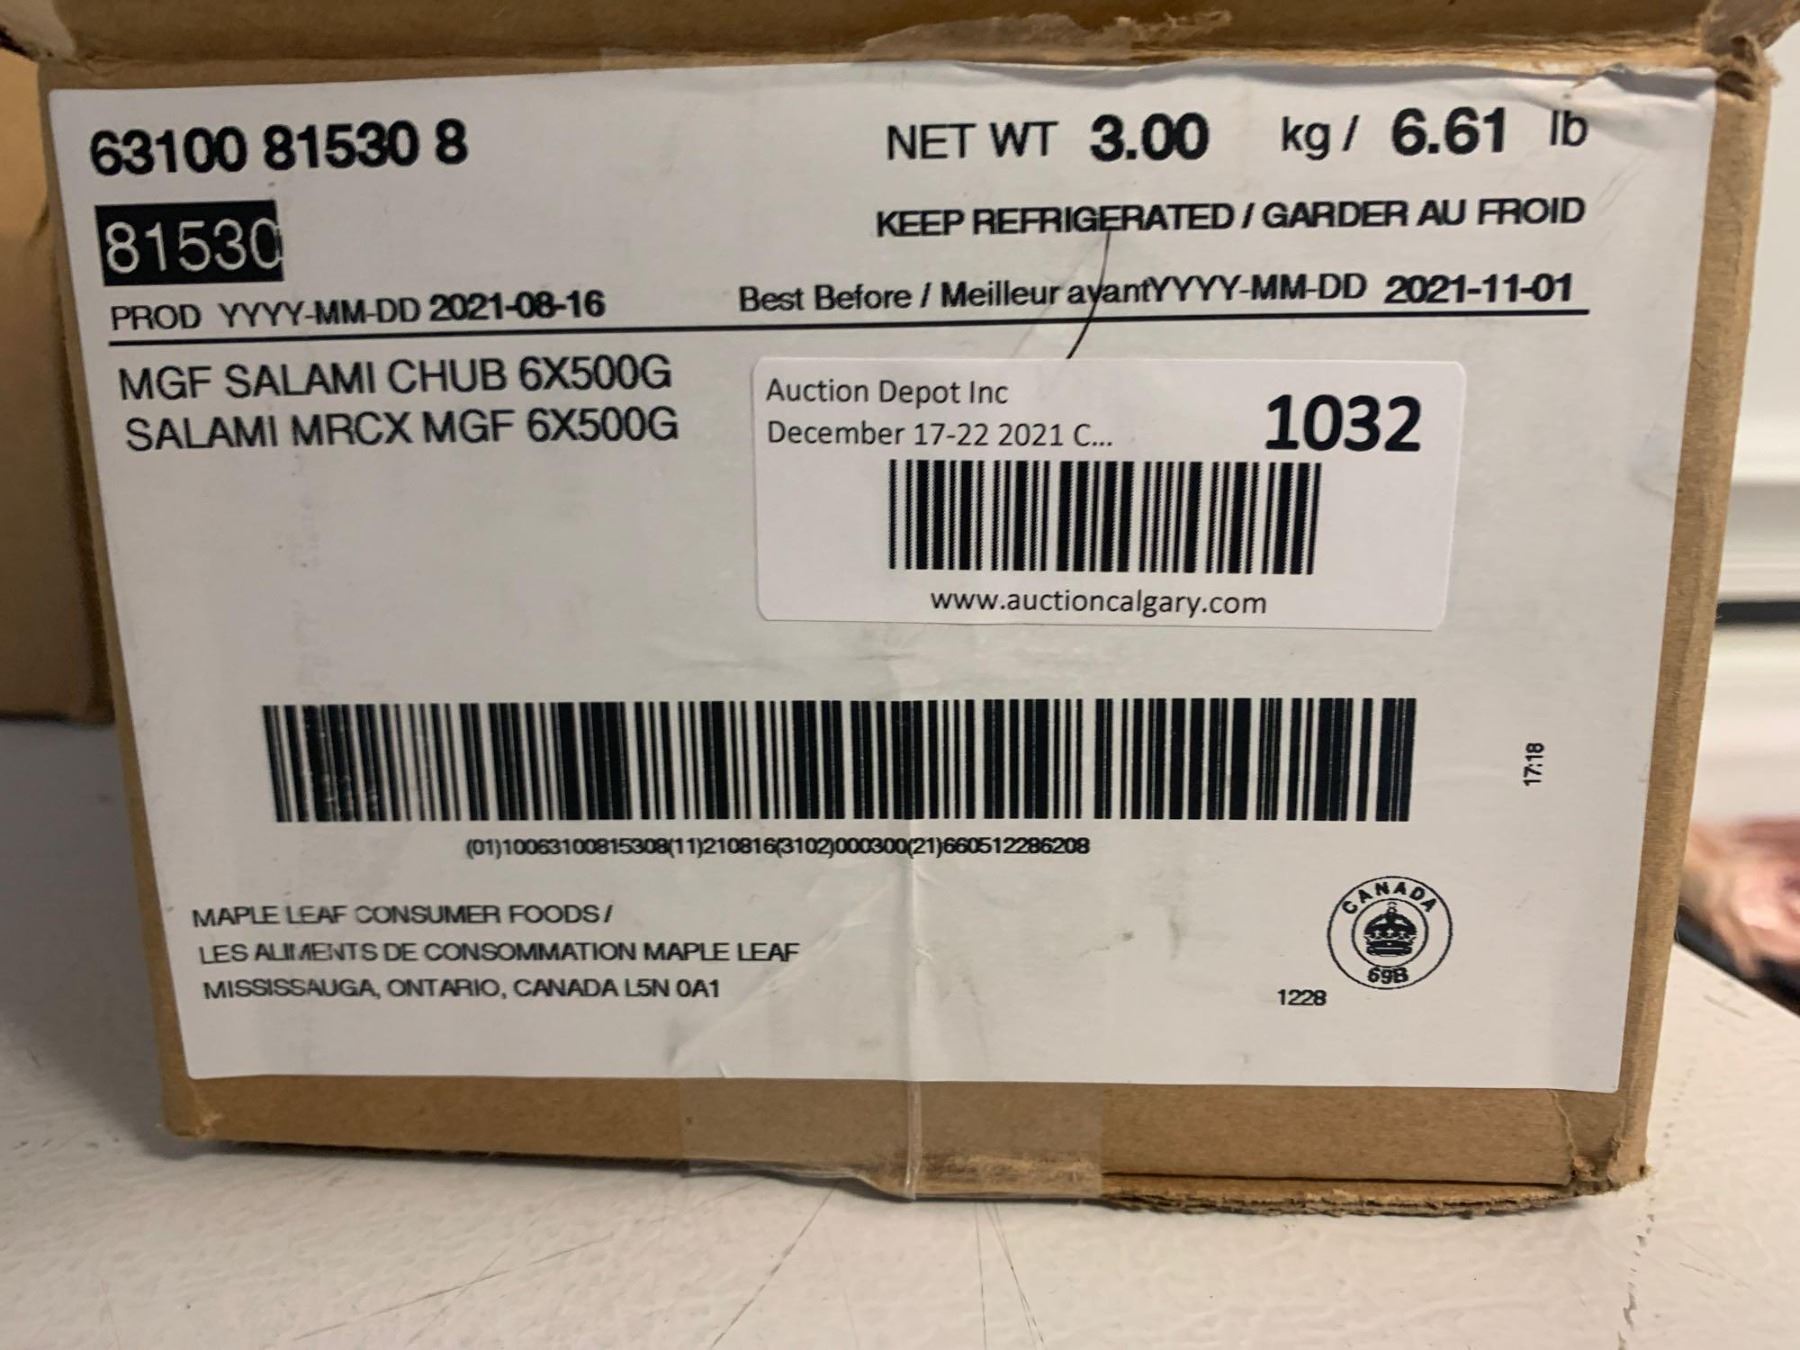 63100 81530 8
NET WT 3.00 kg / 6.61 lb
81530
KEEP REFRIGERATED / GARDER AU FROID
PROD YYYY-MM-DD 2021-08-16
Best Before / Meilleur avantYYYY-MM-DD 2021-11-01
MGF SALAMI CHUB 6X500G
SALAMI MRCX MGF 6X500G
Auction Depot Inc
December 17-22 2021 C...
1032
www.auctioncalgary.com
17:18
(01)10063100815308(11)210816(3102)000300(21)660512286208
MAPLE LEAF CONSUMER FOODS /
LES ALIMENTS DE CONSOMMATION MAPLE LEAF
MISSISSAUGA, ONTARIO, CANADA L5N 0A1
CANADA
69B
1228